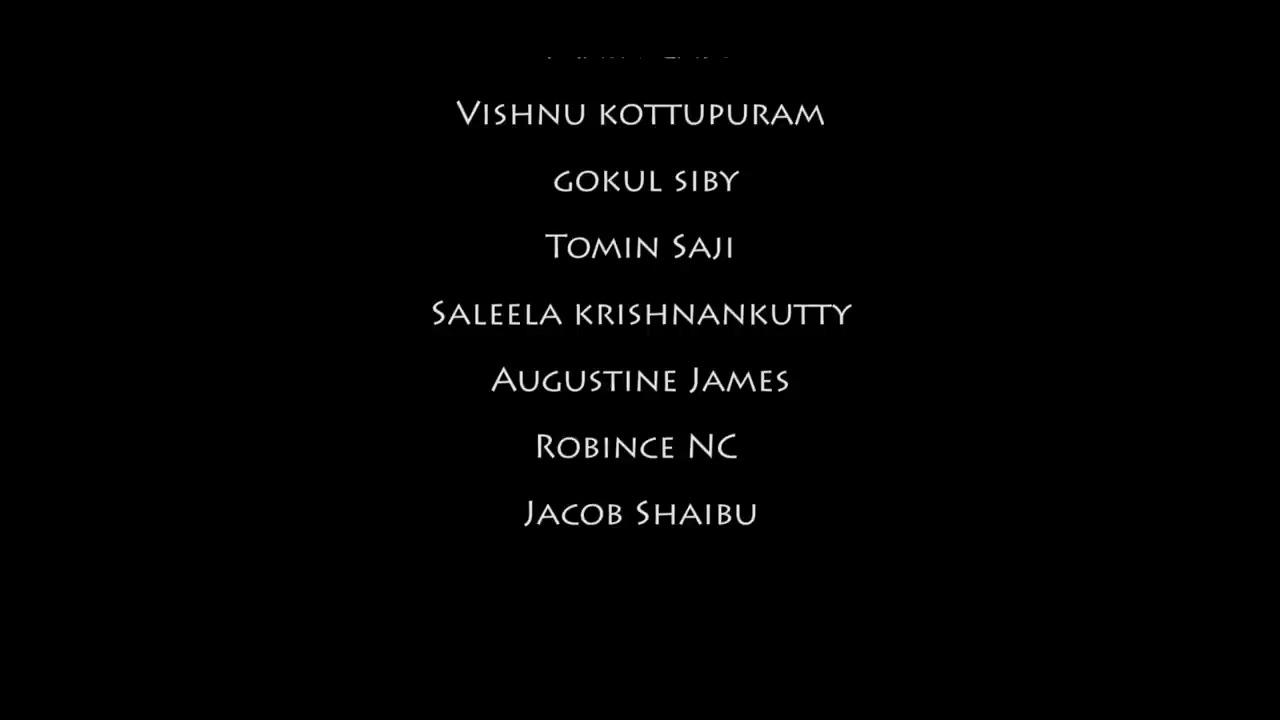 Vishnu kottupuram
gokul siby
Tomin Saji
Saleela krishnankutty
Augustine James
Robince NC
Jacob Shaibu